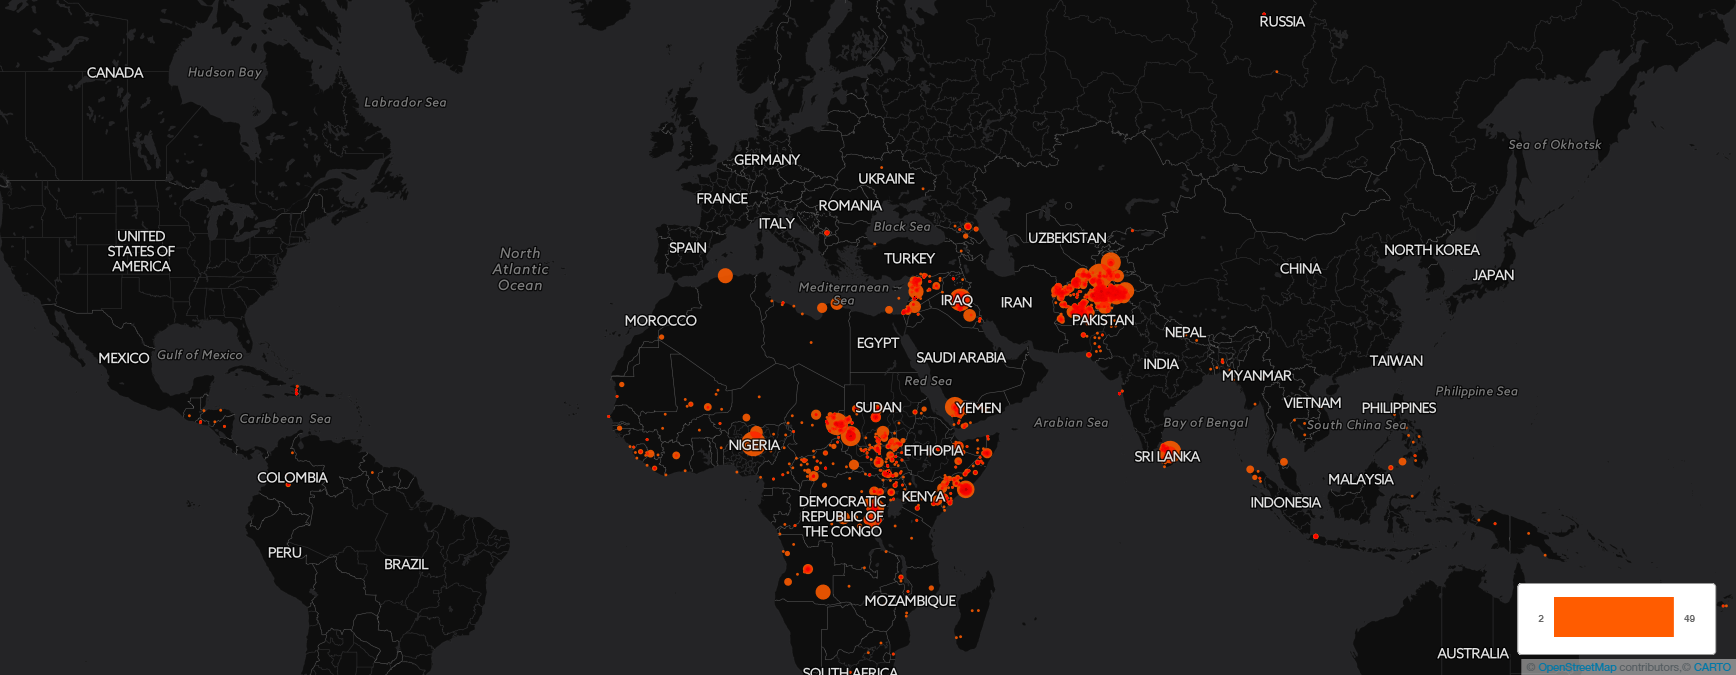 RUSSIA
CANADA
Hudson Bay
Labrador Sea
Sea of Okhotsk
GERMANY
UKRAINE
FRANCE
ROMANIA
ITALY
Black Sea
SPAIN
UNITED
STATES OF
AMERICA
North
Atlantic
Ocean
UZBEKISTAN
TURKEY
NORTH KOREA
CHINA
JAPAN
Mediterranean
Sea
IRAQ
IRAN
MOROCCO
PAKISTAN
NEPAL
EGYPT
MEXICO
Gulf of Mexico
SAUDI ARABIA
INDIA
TAIWAN
MYANMAR
Red Sea
Philippine Sea
SUDAN
YEMEN
VIETNAM
PHILIPPINES
Caribbean Sea
Arabian Sea
Bay of Bengal
South China Sea
NIGERIA
ETHIOPIA
SRI LANKA
COLOMBIA
MALAYSIA
KENYA
DEMOCRATIC
REPUBLIC OF
THE CONGO
INDONESIA
PERU
BRAZIL
MOZAMBIQUE
2
49
AUSTRALIA
SOUTH AFRICA
© OpenStreetMap contributors,© CARTO